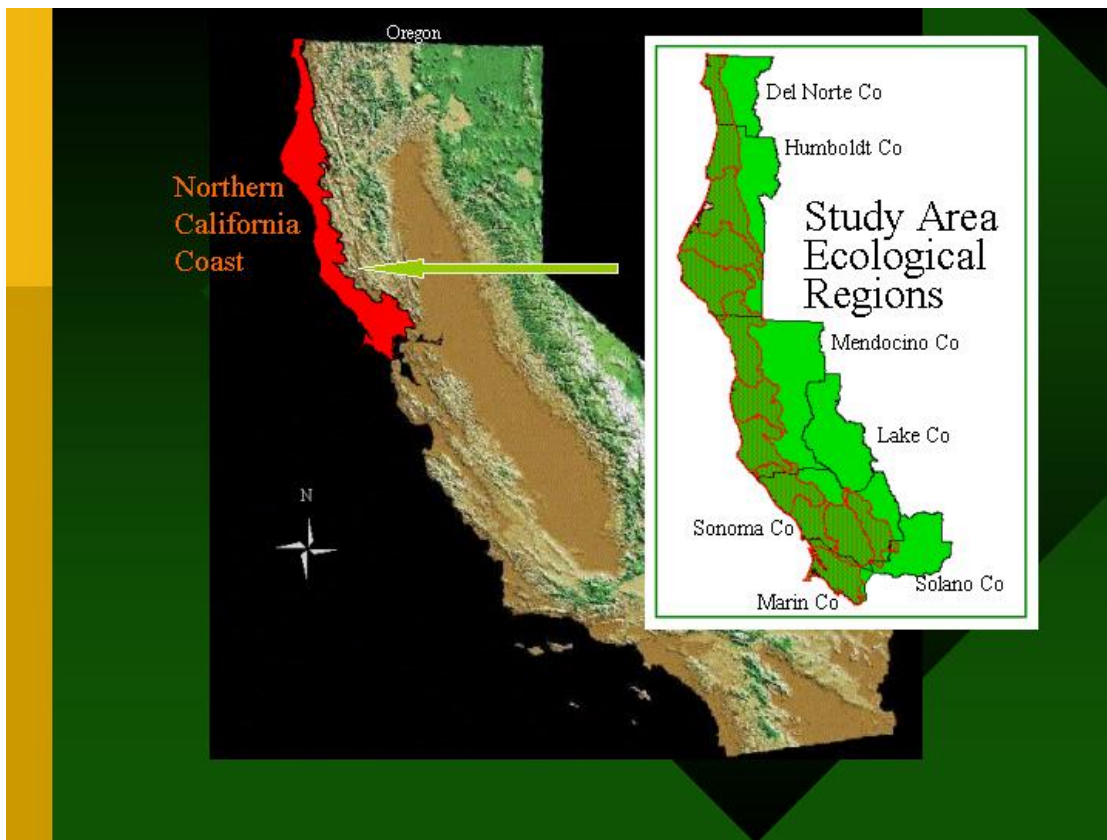 Oregon
Northern
California
Coast
N
Del Norte Co
Humboldt Co
Study Area
Ecological
Regions
Mendocino Co
Lake Co
Sonoma Co
Solano Co
Marin Co